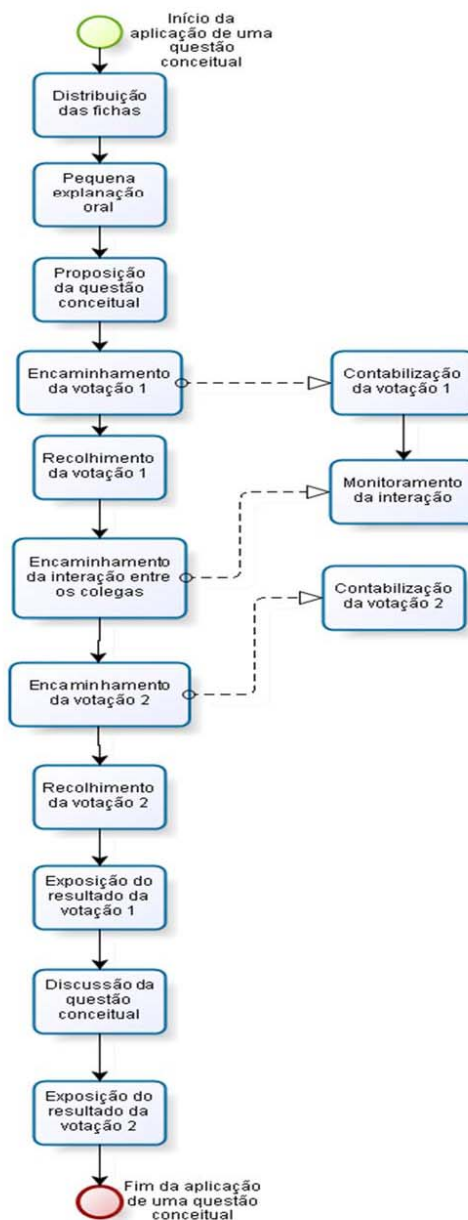 Início da
aplicação de uma
questão
conceitual
Distribuição
das fichas
Pequena
explanação
oral
Proposição
da questão
conceitual
Encaminhamento
da votação 1
Contabilização
da votação 1
Recolhimento
da votação 1
Monitoramento
da interação
Encaminhamento
da interação entre
os colegas
Contabilização
da votação 2
Encaminhamento
da votação 2
Recolhimento
da votação 2
Exposição do
resultado da
votação 1
Discussão da
questão
conceitual
Exposição do
resultado da
votação 2
Fim da aplicação
de uma questão
conceitual